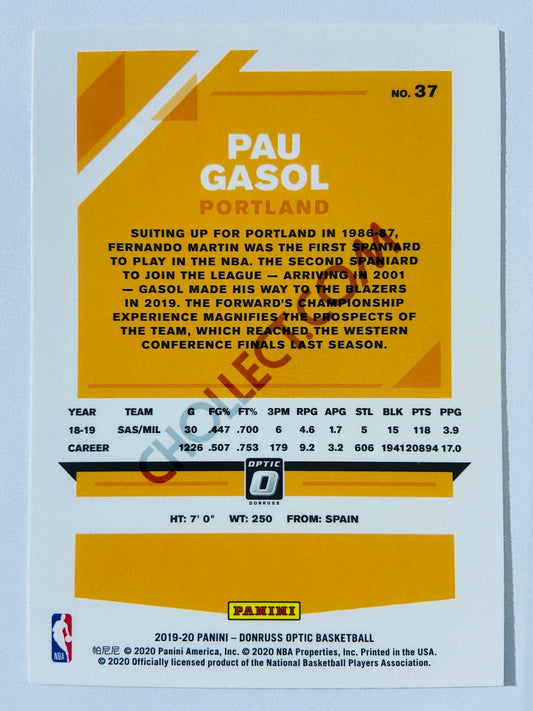 NO. 37
PAU
GASOL
PORTLAND
SUITING UP FOR PORTLAND IN 1986-87,
FERNANDO MARTIN WAS THE FIRST SPANIARD
TO PLAY IN THE NBA. THE SECOND SPANIARD
TO JOIN THE LEAGUE — ARRIVING IN 2001
— GASOL MADE HIS WAY TO THE BLAZERS
IN 2019. THE FORWARD'S CHAMPIONSHIP
EXPERIENCE MAGNIFIES THE PROSPECTS OF
THE TEAM, WHICH REACHED THE WESTERN
CONFERENCE FINALS LAST SEASON.
CHOLLECT.COM
YEAR TEAM G FG% FT% 3PM RPG APG STL BLK PTS PPG
18-19 SAS/MIL 30 .447 .700 6 4.6 1.7 5 15 118 3.9
CAREER 1226 .507 .753 179 9.2 3.2 606 1941 20894 17.0
OPTIC
DONRUSS
HT: 7' 0" WT: 250 FROM: SPAIN
PANINI
2019-20 PANINI – DONRUSS OPTIC BASKETBALL
帕尼尼 © 2020 Panini America, Inc. © 2020 NBA Properties, Inc. Printed in the USA.
© 2020 Officially licensed product of the National Basketball Players Association.
NBA